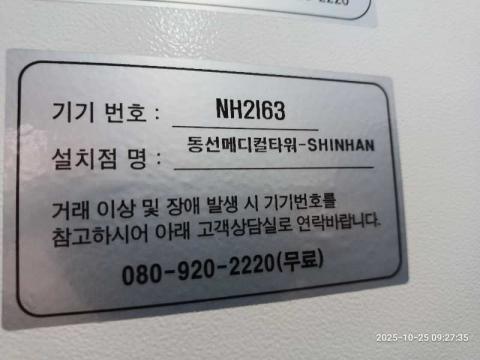 기기 번호 : NH2163
설치점 명 : 동선메디컬타워-SHINHAN
거래 이상 및 장애 발생 시 기기번호를
참고하시어 아래 고객상담실로 연락바랍니다.
080-920-2220(무료)
2025-10-25 09:27:35